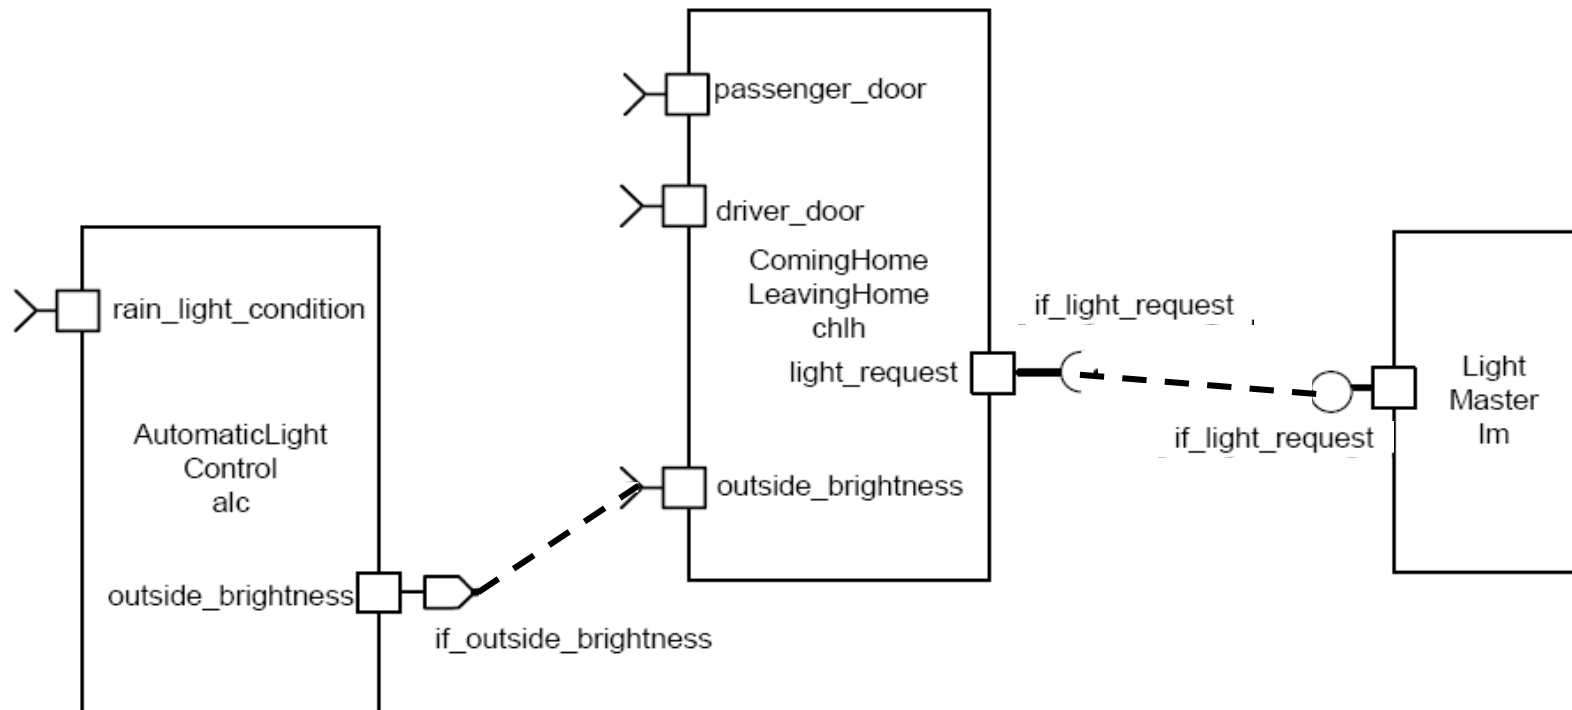 passenger_door
driver_door
ComingHome
LeavingHome
chlh
light_request
outside_brightness
rain_light_condition
AutomaticLight
Control
alc
outside_brightness
if_outside_brightness
if_light_request
if_light_request
Light
Master
lm